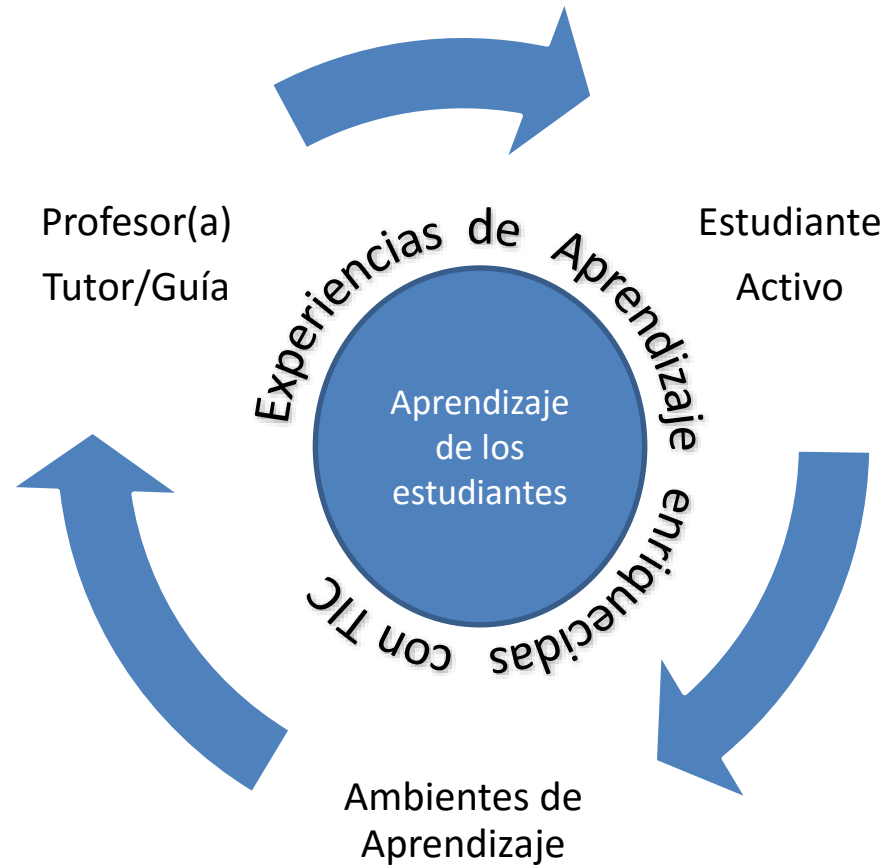 Profesor(a)
Tutor/Guía
Estudiante
Activo
Experiencias de Aprendizaje enriquecidas con TIC
Aprendizaje
de los
estudiantes
Ambientes de
Aprendizaje